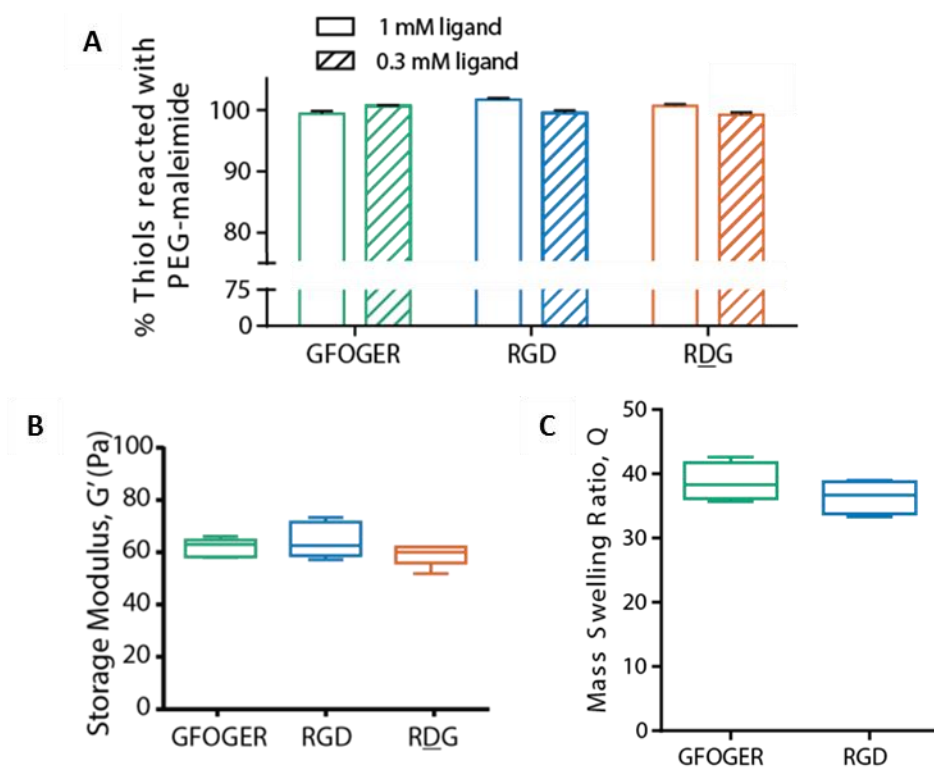 A
1 mM ligand
0.3 mM ligand
% Thiols reacted with
PEG-maleimide
100
90
80
75
0
GFOGER RGD RDG
B
Storage Modulus, G′ (Pa)
100
80
60
40
20
0
GFOGER RGD RDG
C
Mass Swelling Ratio, Q
50
40
30
20
10
0
GFOGER RGD